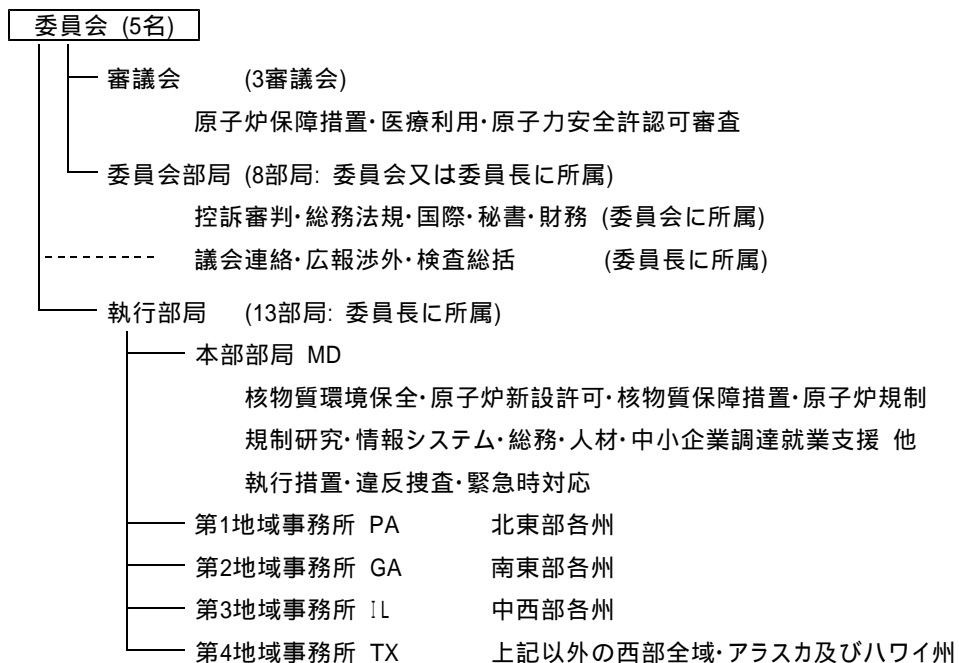 委員会 (5名)
審議会 (3審議会)
原子炉保障措置･医療利用･原子力安全許認可審査
委員会部局 (8部局: 委員会又は委員長に所属)
控訴審判･総務法規･国際･秘書･財務 (委員会に所属)
議会連絡･広報渉外･検査総括 (委員長に所属)
執行部局 (13部局: 委員長に所属)
本部部局 MD
核物質環境保全･原子炉新設許可･核物質保障措置･原子炉規制
規制研究･情報システム･総務･人材･中小企業調達就業支援 他
執行措置･違反捜査･緊急時対応
第1地域事務所 PA 北東部各州
第2地域事務所 GA 南東部各州
第3地域事務所 IL 中西部各州
第4地域事務所 TX 上記以外の西部全域･アラスカ及びハワイ州